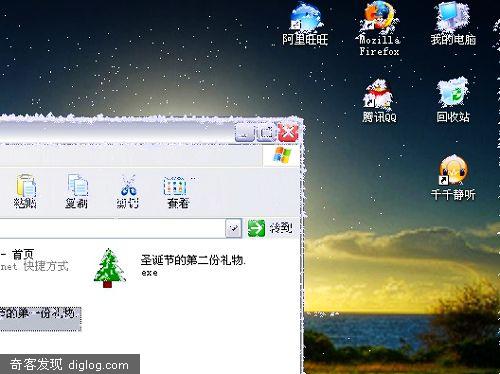 阿里旺旺
Mozilla
Firefox
我的电脑
腾讯QQ
回收站
千千静听
粘贴
复制
剪切
查看
转到
- 首页
net 快捷方式
圣诞节的第二份礼物.
exe
节的第一份礼物.
奇客发现 diglog.com